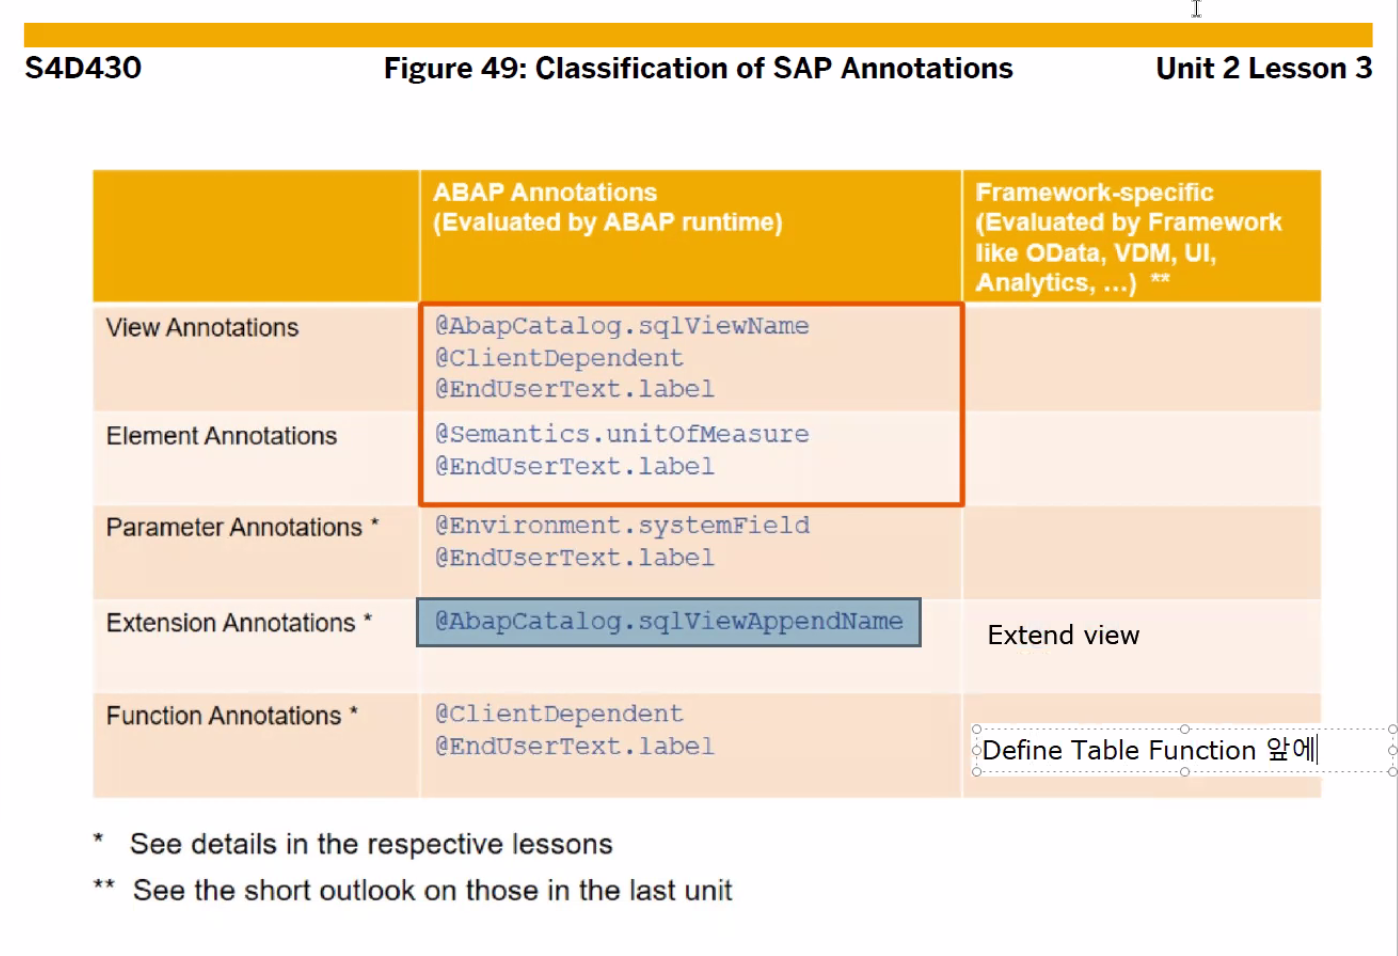 S4D430
Figure 49: Classification of SAP Annotations
Unit 2 Lesson 3
ABAP Annotations
(Evaluated by ABAP runtime)
Framework-specific
(Evaluated by Framework
like OData, VDM, UI,
Analytics, ...) **
View Annotations
@AbapCatalog.sqlViewName
@ClientDependent
@EndUserText.label
Element Annotations
@Semantics.unitOfMeasure
@EndUserText.label
Parameter Annotations *
@Environment.systemField
@EndUserText.label
Extension Annotations *
@AbapCatalog.sqlViewAppendName
Extend view
Function Annotations *
@ClientDependent
@EndUserText.label
Define Table Function 앞에
* See details in the respective lessons
** See the short outlook on those in the last unit